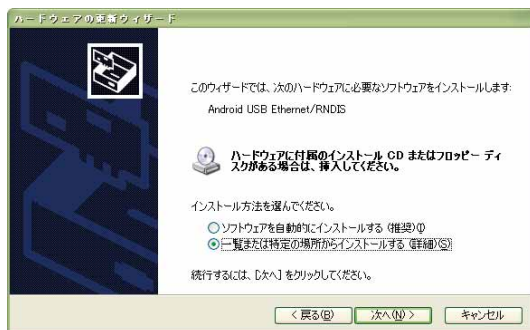 ハードウェアの更新ウィザード
このウィザードでは、次のハードウェアに必要なソフトウェアをインストールします:
Android USB Ethernet/RNDIS
ハードウェアに付属のインストール CD またはフロッピー ディ
スクがある場合は、挿入してください。
インストール方法を選んでください。
ソフトウェアを自動的にインストールする (推奨)(I)
一覧または特定の場所からインストールする (詳細)(S)
続行するには、[次へ] をクリックしてください。
< 戻る(B)
次へ(N) >
キャンセル